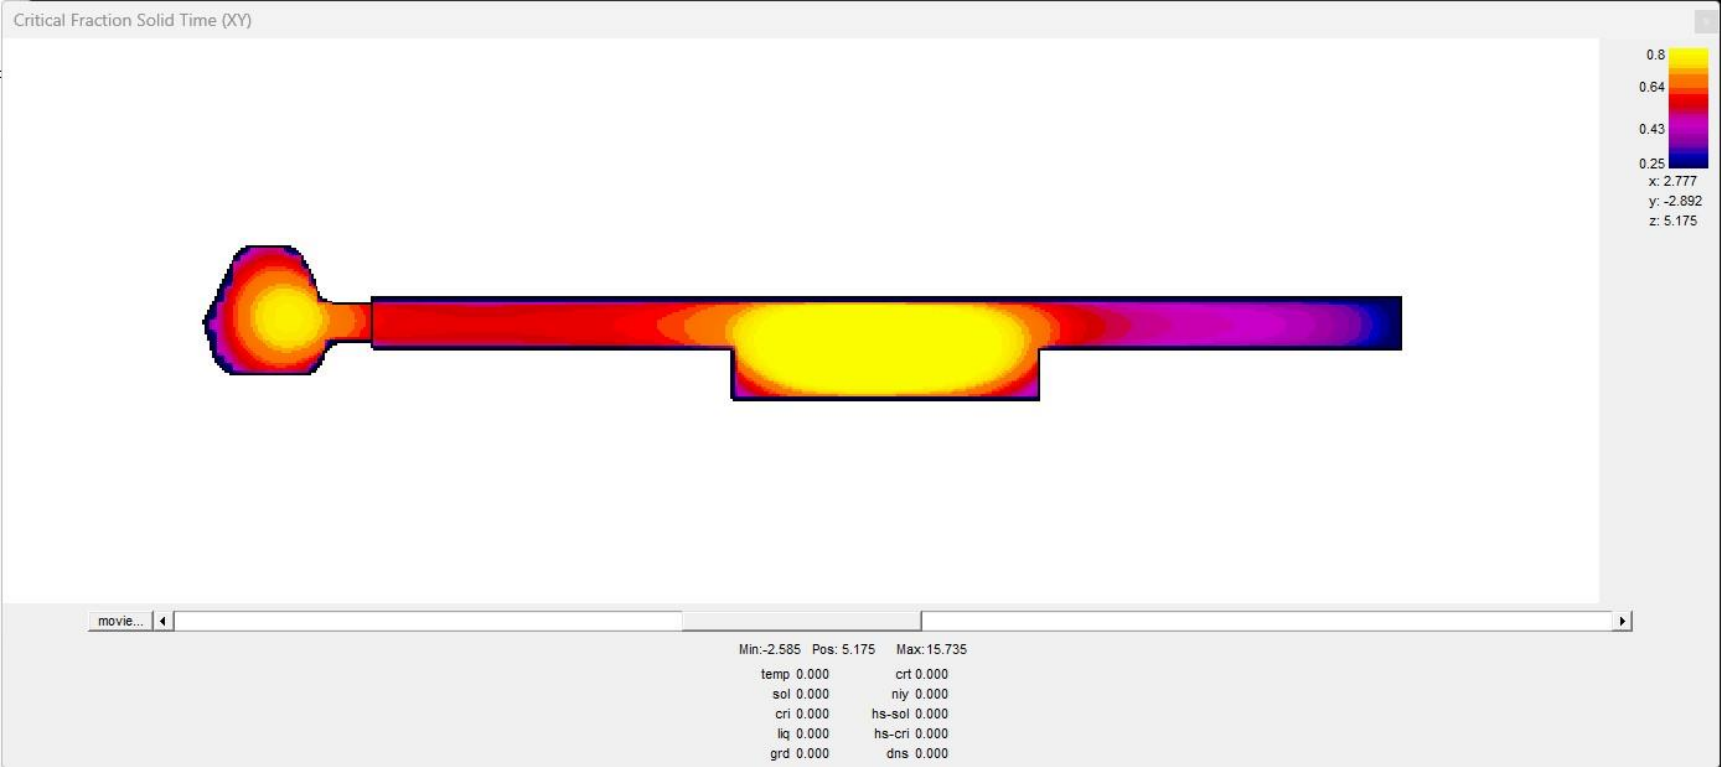 Critical Fraction Solid Time (XY)
0.8
0.64
0.43
0.25
x: 2.777
y: -2.892
z: 5.175
movie...
Min:-2.585 Pos: 5.175 Max:15.735
temp 0.000 crt 0.000
sol 0.000 niy 0.000
cri 0.000 hs-sol 0.000
liq 0.000 hs-cri 0.000
grd 0.000 dns 0.000